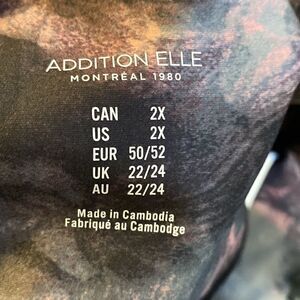 ADDITION ELLE
MONTRÉAL 1980
CAN 2X
US 2X
EUR 50/52
UK 22/24
AU 22/24
Made in Cambodia
Fabriqué au Cambodge